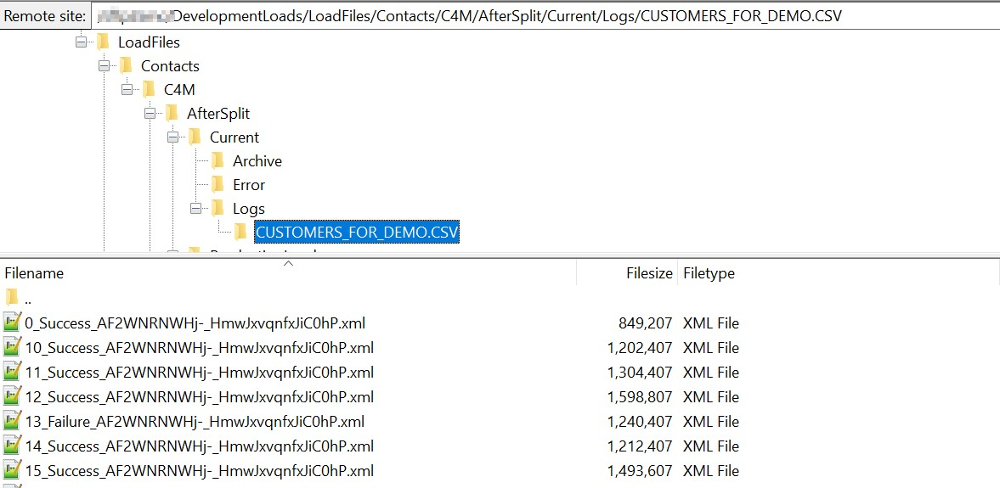 Remote site: DevelopmentLoads/LoadFiles/Contacts/C4M/AfterSplit/Current/Logs/CUSTOMERS_FOR_DEMO.CSV
LoadFiles
Contacts
C4M
AfterSplit
Current
Archive
Error
Logs
CUSTOMERS_FOR_DEMO.CSV
Filename Filesize Filetype
..
0_Success_AF2WNRNWHj-_HmwJxvqnfxJiC0hP.xml 849,207 XML File
10_Success_AF2WNRNWHj-_HmwJxvqnfxJiC0hP.xml 1,202,407 XML File
11_Success_AF2WNRNWHj-_HmwJxvqnfxJiC0hP.xml 1,304,407 XML File
12_Success_AF2WNRNWHj-_HmwJxvqnfxJiC0hP.xml 1,598,807 XML File
13_Failure_AF2WNRNWHj-_HmwJxvqnfxJiC0hP.xml 1,240,407 XML File
14_Success_AF2WNRNWHj-_HmwJxvqnfxJiC0hP.xml 1,212,407 XML File
15_Success_AF2WNRNWHj-_HmwJxvqnfxJiC0hP.xml 1,493,607 XML File